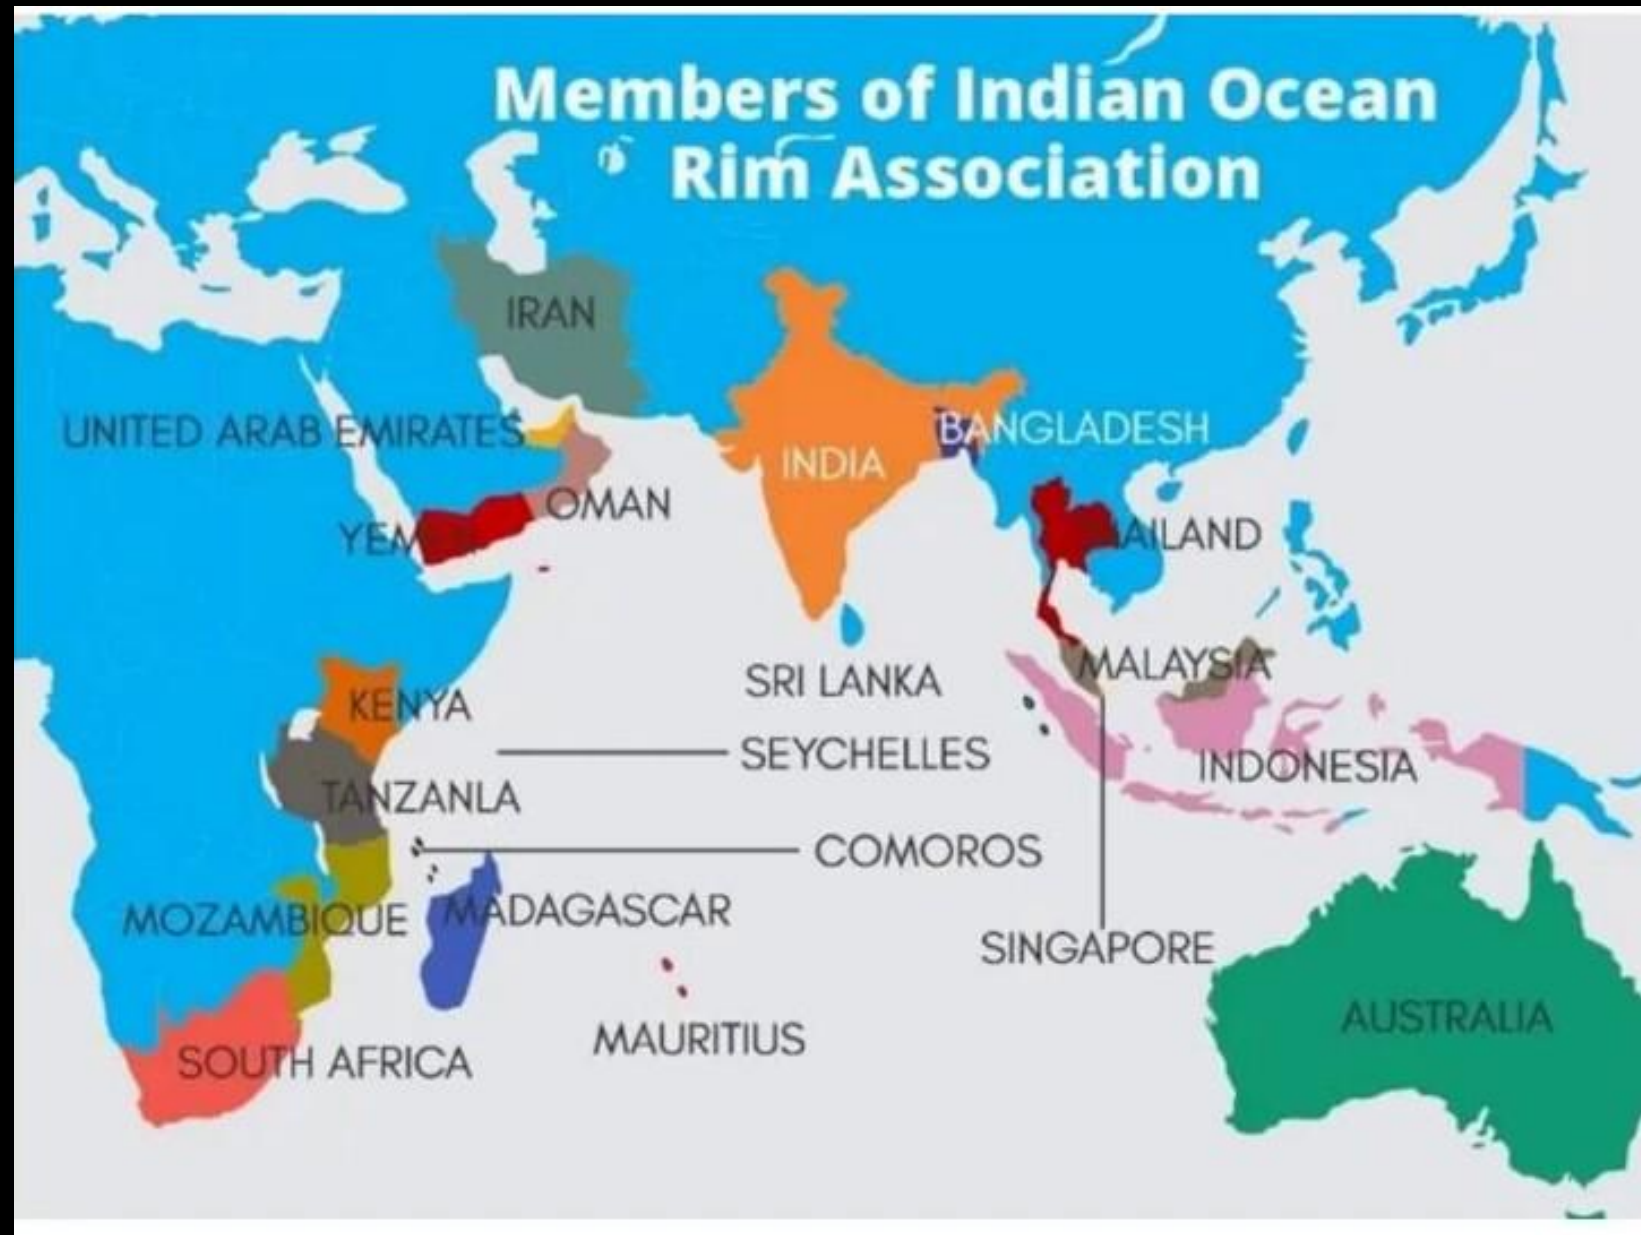 Members of Indian Ocean
Rim Association
IRAN
UNITED ARAB EMIRATES
BANGLADESH
INDIA
OMAN
YEMEN
AILAND
MALAYSIA
SRI LANKA
KENYA
SEYCHELLES
INDONESIA
TANZANLA
COMOROS
MADAGASCAR
MOZAMBIQUE
SINGAPORE
AUSTRALIA
MAURITIUS
SOUTH AFRICA